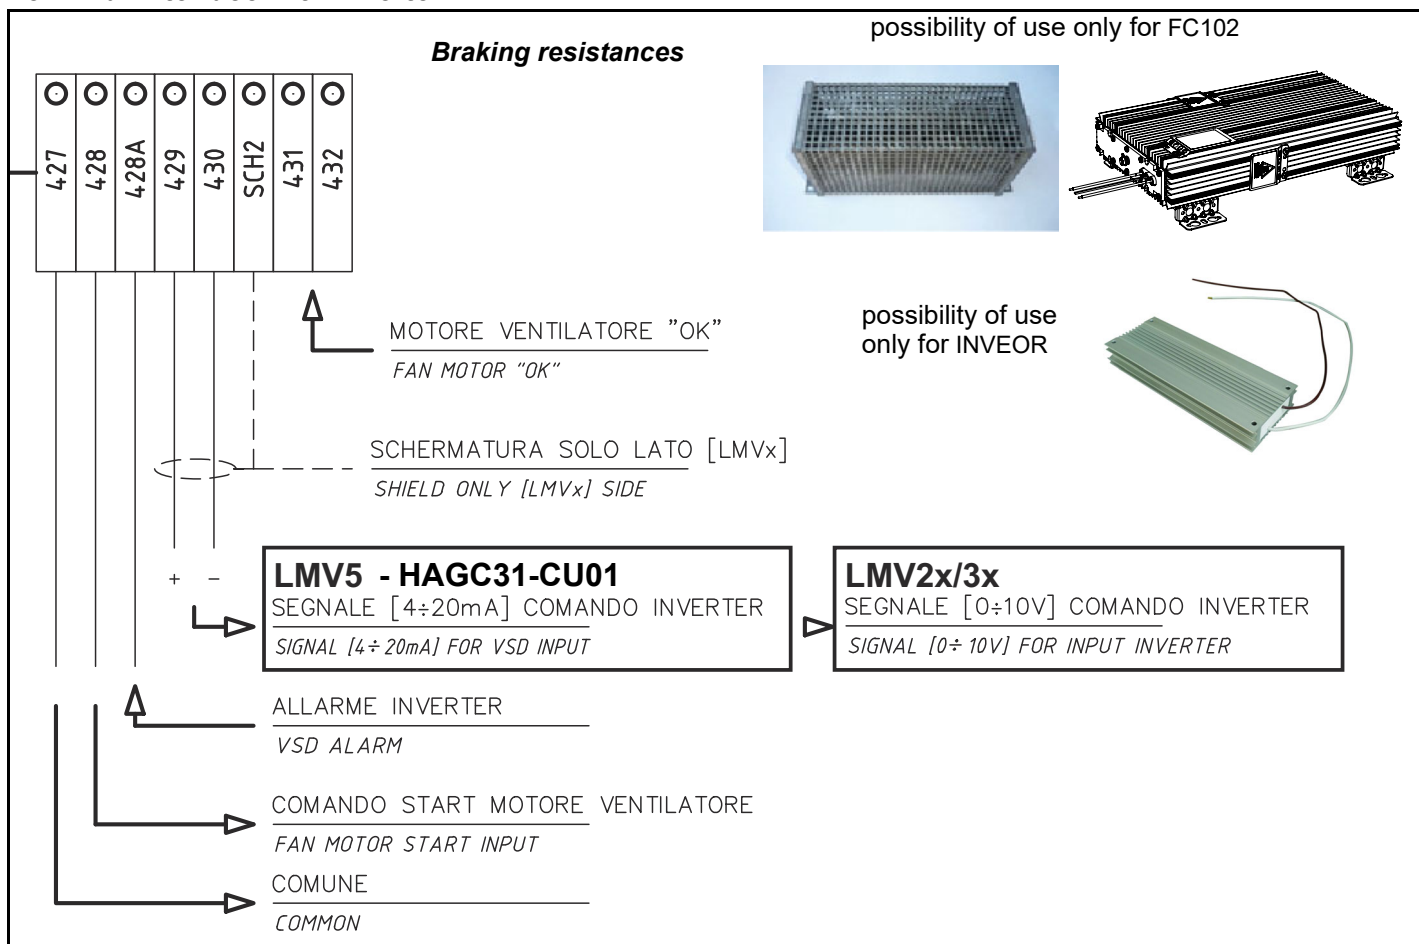 possibility of use only for FC102
Braking resistances
427
428
428A
429
430
SCH2
431
432
possibility of use
only for INVEOR
MOTORE VENTILATORE "OK"
FAN MOTOR "OK"
SCHERMATURA SOLO LATO [LMVx]
SHIELD ONLY [LMVx] SIDE
+ −
LMV5 - HAGC31-CU01
SEGNALE [4÷20mA] COMANDO INVERTER
SIGNAL [4÷20mA] FOR VSD INPUT
LMV2x/3x
SEGNALE [0÷10V] COMANDO INVERTER
SIGNAL [0÷10V] FOR INPUT INVERTER
ALLARME INVERTER
VSD ALARM
COMANDO START MOTORE VENTILATORE
FAN MOTOR START INPUT
COMUNE
COMMON